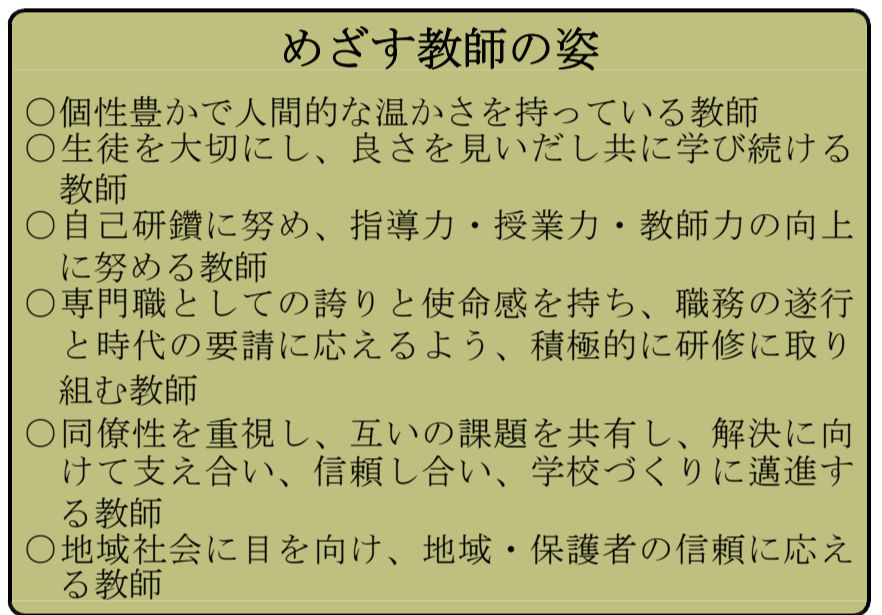 めざす教師の姿
○個性豊かで人間的な温かさを持っている教師
○生徒を大切にし、良さを見いだし共に学び続ける
教師
○自己研鑽に努め、指導力・授業力・教師力の向上
に努める教師
○専門職としての誇りと使命感を持ち、職務の遂行
と時代の要請に応えるよう、積極的に研修に取り
組む教師
○同僚性を重視し、互いの課題を共有し、解決に向
けて支え合い、信頼し合い、学校づくりに邁進す
る教師
○地域社会に目を向け、地域・保護者の信頼に応え
る教師